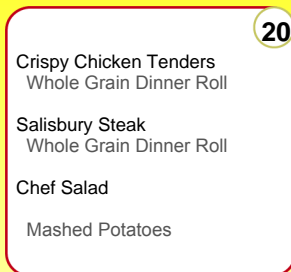 20
Crispy Chicken Tenders
Whole Grain Dinner Roll
Salisbury Steak
Whole Grain Dinner Roll
Chef Salad
Mashed Potatoes